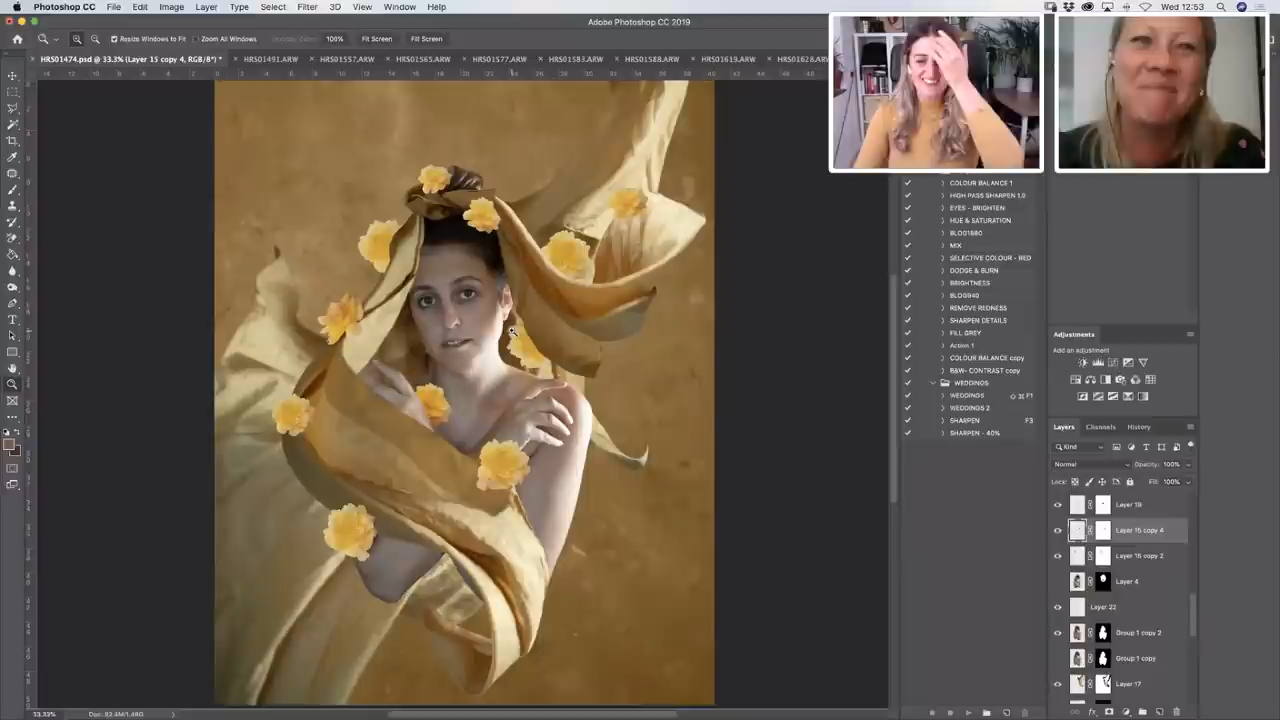 Photoshop CC File Edit Image Layer Type Select Filter 3D View Window Help Wed 12:53
Adobe Photoshop CC 2019
Resize Windows to Fit Zoom All Windows 100% Fit Screen Fill Screen
HRS01474.psd @ 33.3% (Layer 15 copy 4, RGB/8*) * × HRS01491.ARW × HRS01557.ARW × HRS01565.ARW × HRS01577.ARW × HRS01583.ARW × HRS01588.ARW × HRS01619.ARW × HRS01628.ARW
COLOUR BALANCE 1
HIGH PASS SHARPEN 1.0
EYES - BRIGHTEN
HUE & SATURATION
BLOG1880
MIX
SELECTIVE COLOUR - RED
DODGE & BURN
BRIGHTNESS
BLOG940
REMOVE REDNESS
SHARPEN DETAILS
FILL GREY
Action 1
COLOUR BALANCE copy
B&W- CONTRAST copy
WEDDINGS
WEDDINGS F1
WEDDINGS 2
SHARPEN F3
SHARPEN - 40%
Adjustments
Add an adjustment
Layers Channels History
Kind
Normal Opacity: 100%
Lock: Fill: 100%
Layer 19
Layer 15 copy 4
Layer 16 copy 2
Layer 4
Layer 22
Group 1 copy 2
Group 1 copy
Layer 17
33.33% Doc: 82.4M/1.49G